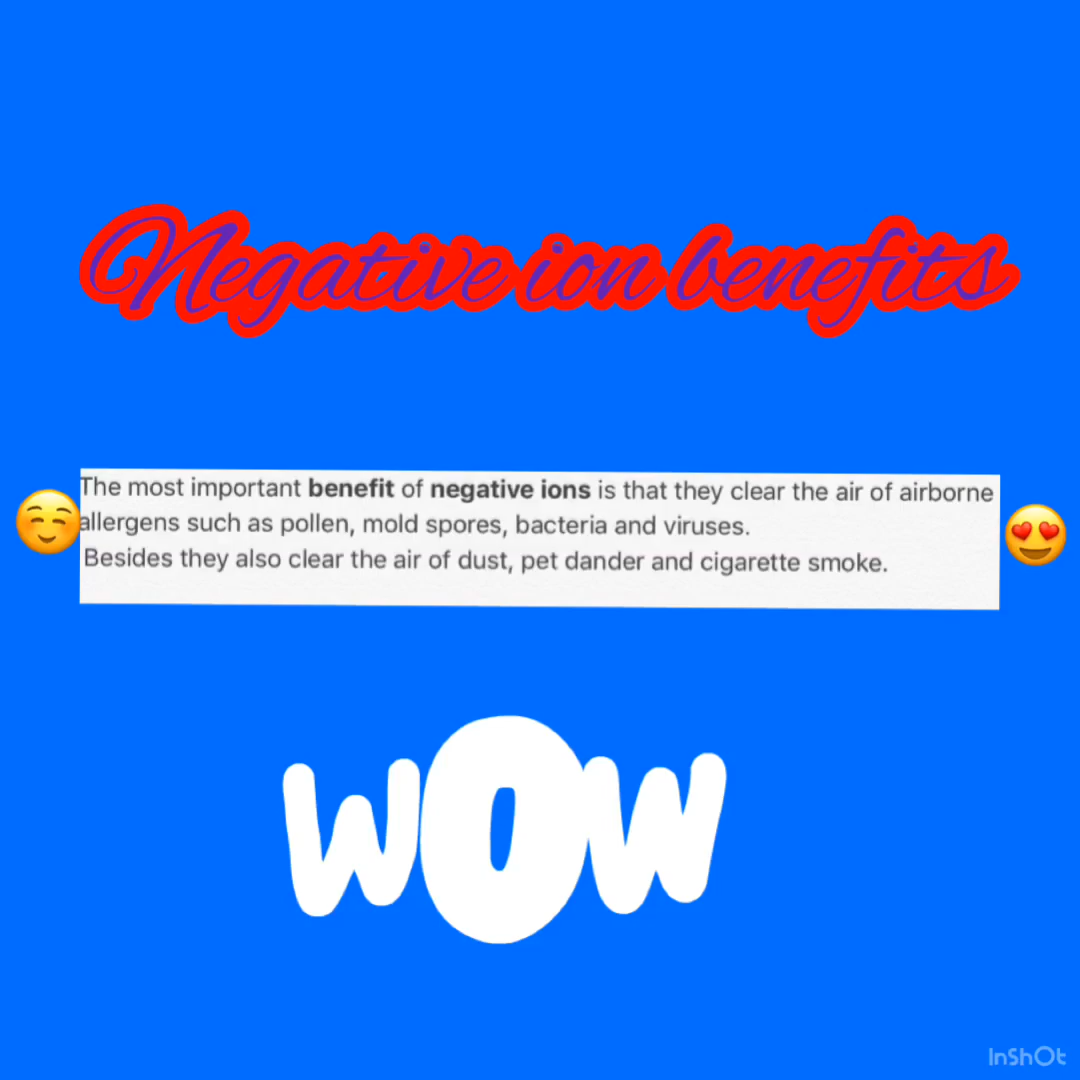 Negative ion benefits
The most important benefit of negative ions is that they clear the air of airborne
allergens such as pollen, mold spores, bacteria and viruses.
Besides they also clear the air of dust, pet dander and cigarette smoke.
WOW
InShOt